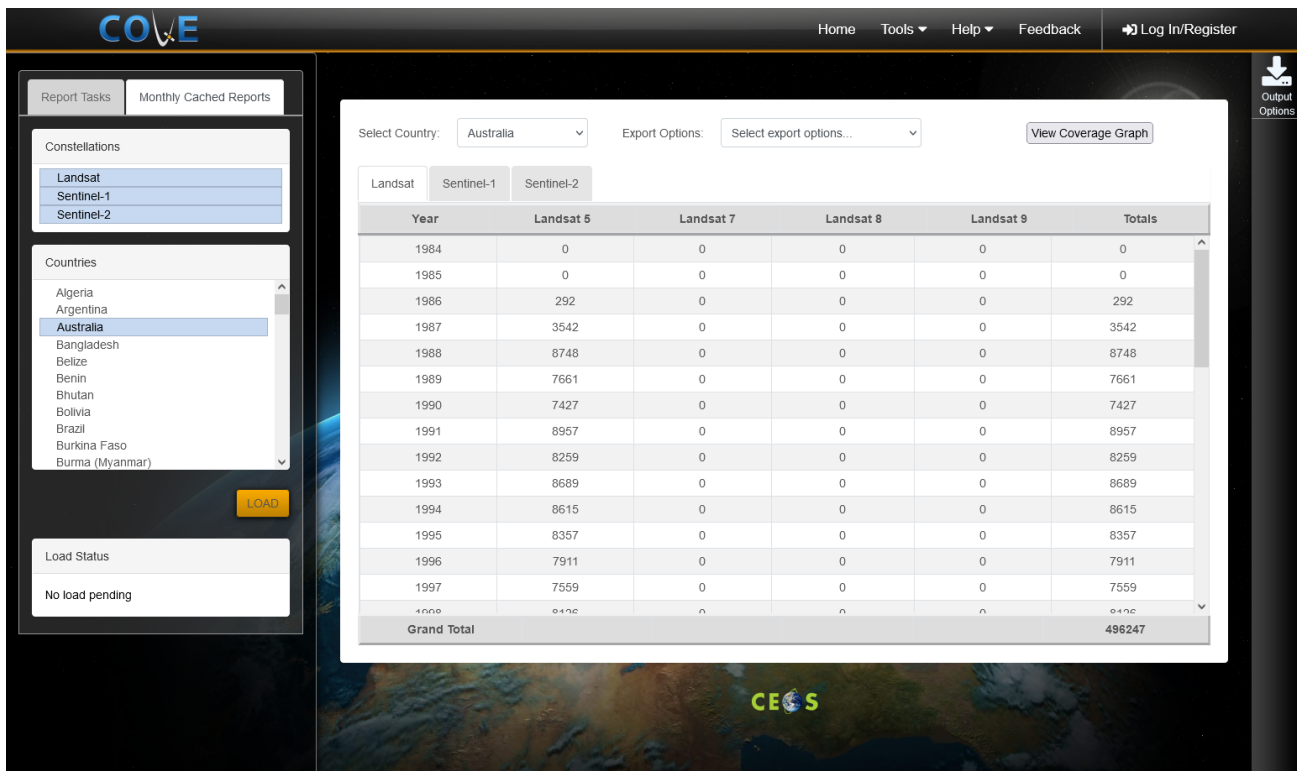 COVE
Home Tools Help Feedback Log In/Register
Output
Options
Report Tasks Monthly Cached Reports
Constellations
Landsat
Sentinel-1
Sentinel-2
Countries
Algeria
Argentina
Australia
Bangladesh
Belize
Benin
Bhutan
Bolivia
Brazil
Burkina Faso
Burma (Myanmar)
LOAD
Load Status
No load pending
Select Country: Australia Export Options: Select export options... View Coverage Graph
Landsat Sentinel-1 Sentinel-2
Year Landsat 5 Landsat 7 Landsat 8 Landsat 9 Totals
1984 0 0 0 0 0
1985 0 0 0 0 0
1986 292 0 0 0 292
1987 3542 0 0 0 3542
1988 8748 0 0 0 8748
1989 7661 0 0 0 7661
1990 7427 0 0 0 7427
1991 8957 0 0 0 8957
1992 8259 0 0 0 8259
1993 8689 0 0 0 8689
1994 8615 0 0 0 8615
1995 8357 0 0 0 8357
1996 7911 0 0 0 7911
1997 7559 0 0 0 7559
1998 8126 0 0 0 8126
Grand Total 496247
CEOS